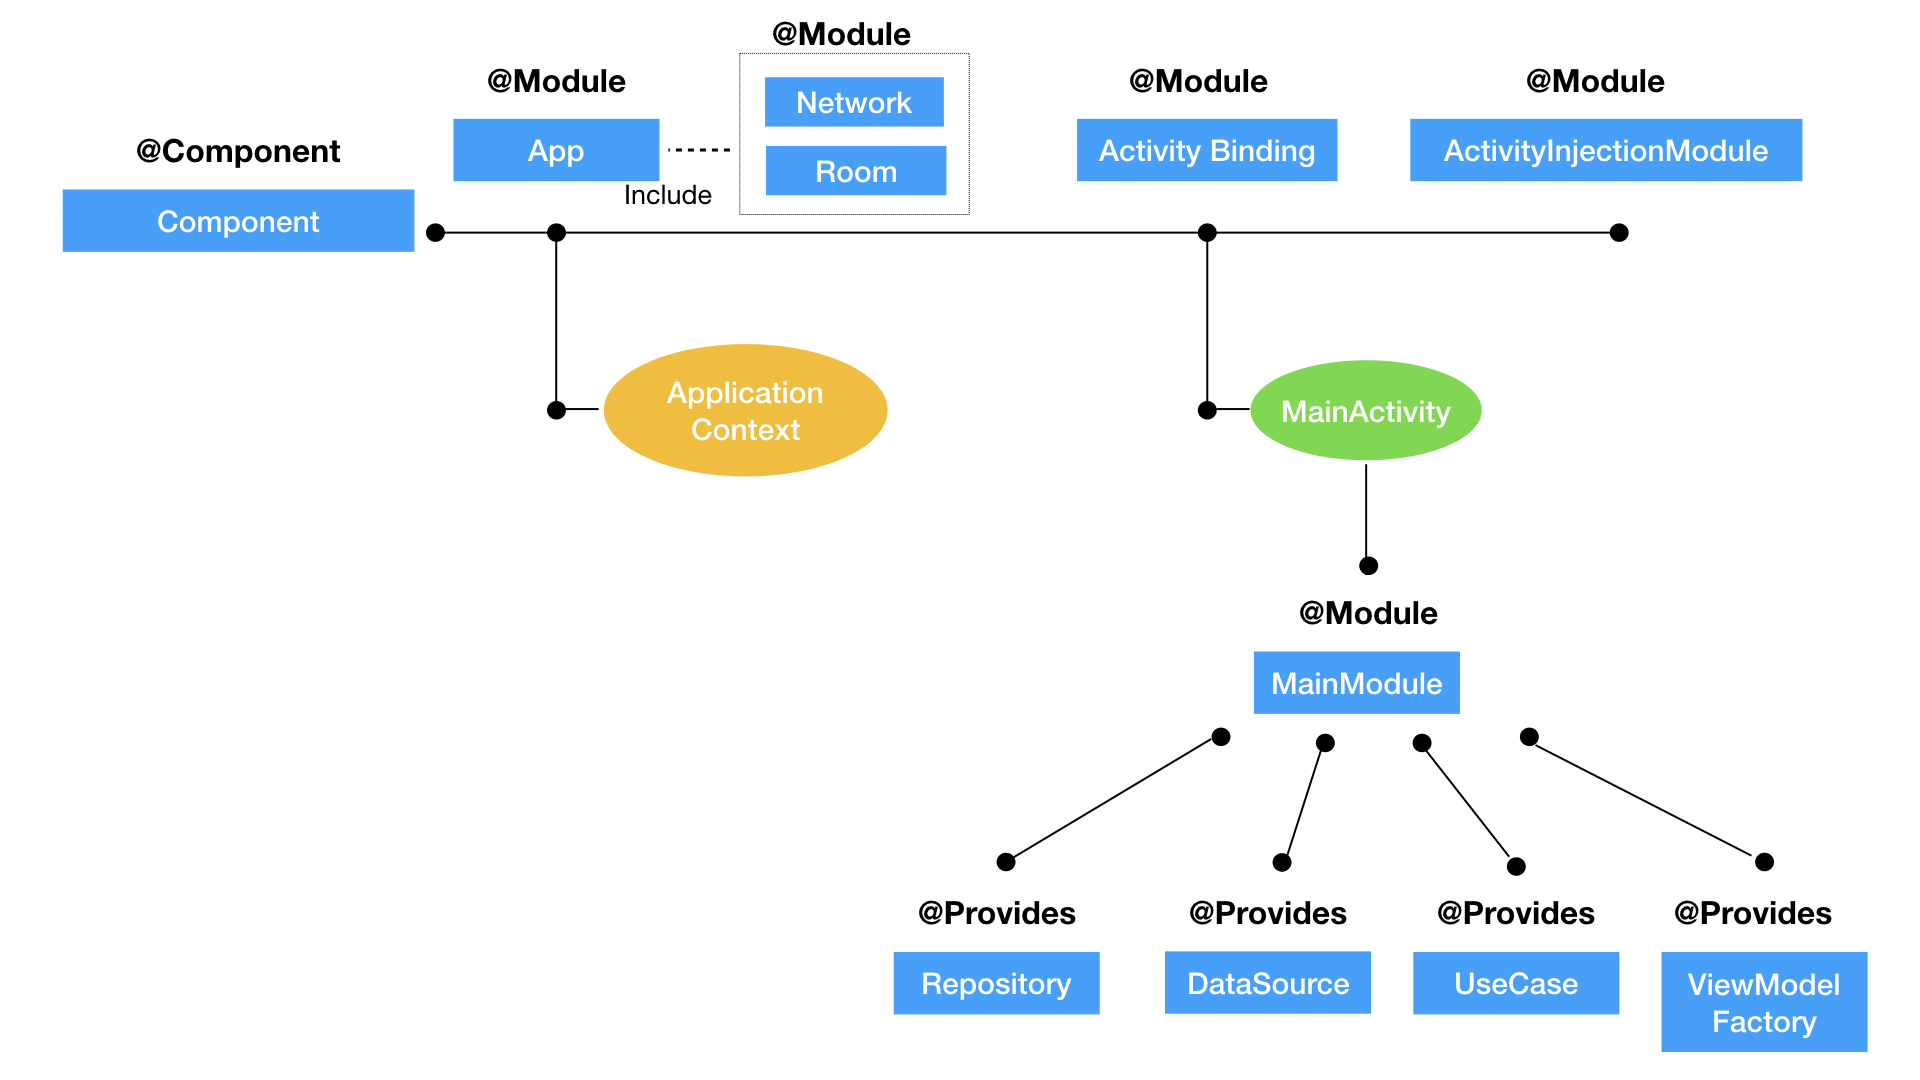 @Module
@Module
@Module
@Module
Network
@Component
App
Activity Binding
ActivityInjectionModule
Room
Include
Component
Application
Context
MainActivity
@Module
MainModule
@Provides
@Provides
@Provides
@Provides
Repository
DataSource
UseCase
ViewModel
Factory